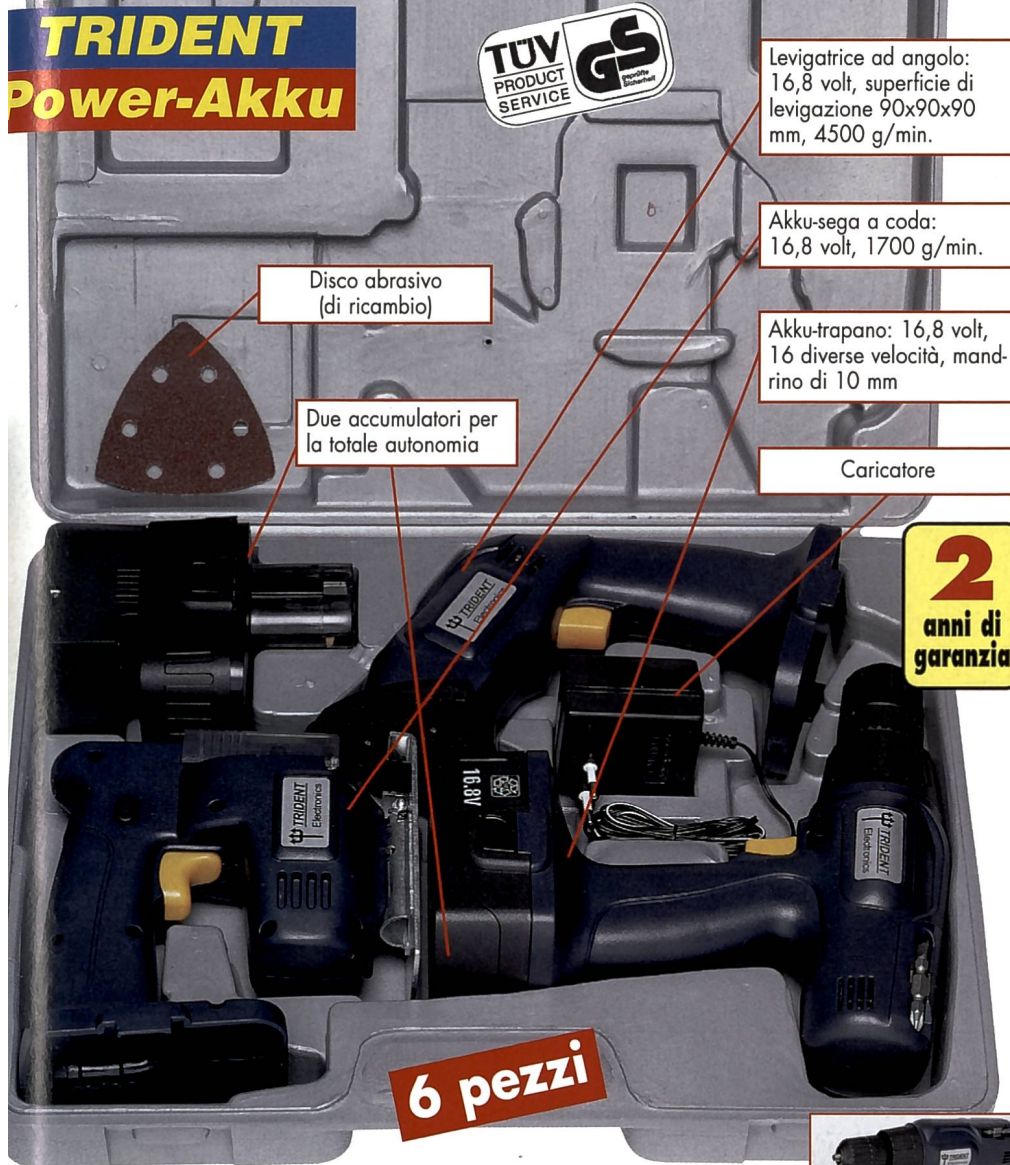 TRIDENT
Power-Akku
TÜV
PRODUCT
SERVICE
GS
geprüfte
Sicherheit
Levigatrice ad angolo:
16,8 volt, superficie di
levigazione 90x90x90
mm, 4500 g/min.
Akku-sega a coda:
16,8 volt, 1700 g/min.
Disco abrasivo
(di ricambio)
Akku-trapano: 16,8 volt,
16 diverse velocità, mand-
rino di 10 mm
Due accumulatori per
la totale autonomia
Caricatore
2
anni di
garanzia
TRIDENT
Electronics
16.8V
TRIDENT
Electronics
TRIDENT
Electronics
6 pezzi